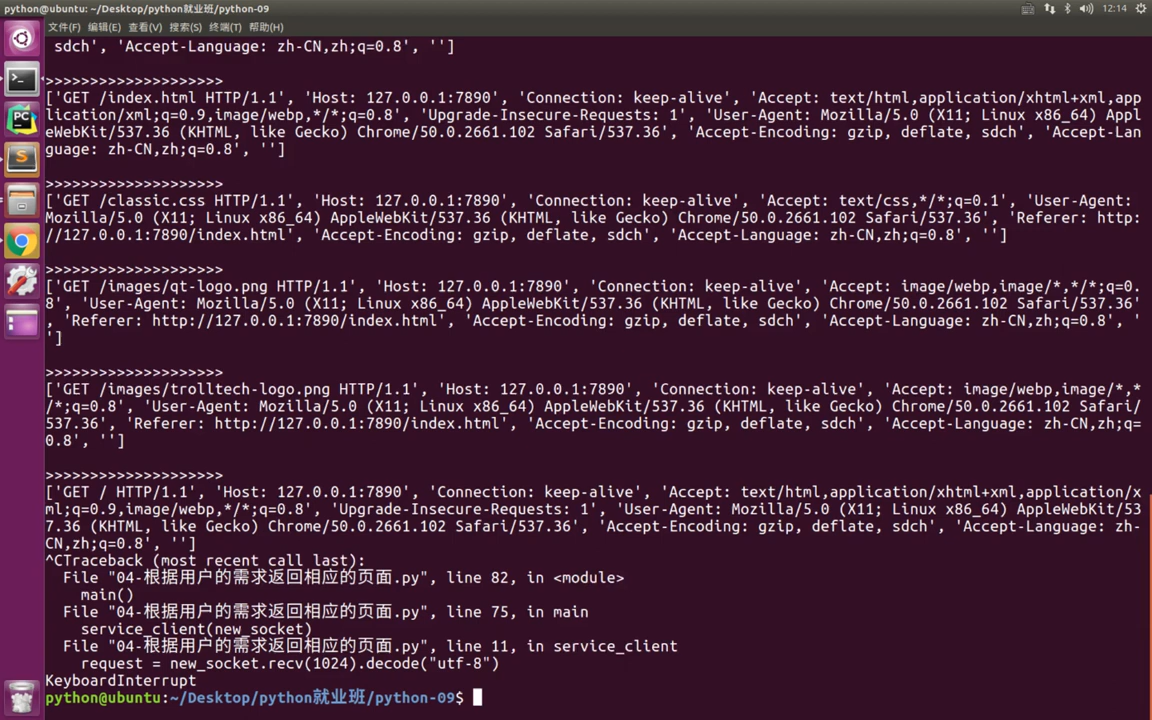 python@ubuntu: ~/Desktop/python就业班/python-09
12:14
文件(F) 编辑(E) 查看(V) 搜索(S) 终端(T) 帮助(H)
 sdch', 'Accept-Language: zh-CN,zh;q=0.8', '']
>>>>>>>>>>>>>>>>>>>>
['GET /index.html HTTP/1.1', 'Host: 127.0.0.1:7890', 'Connection: keep-alive', 'Accept: text/html,application/xhtml+xml,app
lication/xml;q=0.9,image/webp,*/*;q=0.8', 'Upgrade-Insecure-Requests: 1', 'User-Agent: Mozilla/5.0 (X11; Linux x86_64) Appl
eWebKit/537.36 (KHTML, like Gecko) Chrome/50.0.2661.102 Safari/537.36', 'Accept-Encoding: gzip, deflate, sdch', 'Accept-Lan
guage: zh-CN,zh;q=0.8', '']
>>>>>>>>>>>>>>>>>>>>
['GET /classic.css HTTP/1.1', 'Host: 127.0.0.1:7890', 'Connection: keep-alive', 'Accept: text/css,*/*;q=0.1', 'User-Agent: 
Mozilla/5.0 (X11; Linux x86_64) AppleWebKit/537.36 (KHTML, like Gecko) Chrome/50.0.2661.102 Safari/537.36', 'Referer: http:
//127.0.0.1:7890/index.html', 'Accept-Encoding: gzip, deflate, sdch', 'Accept-Language: zh-CN,zh;q=0.8', '']
>>>>>>>>>>>>>>>>>>>>
['GET /images/qt-logo.png HTTP/1.1', 'Host: 127.0.0.1:7890', 'Connection: keep-alive', 'Accept: image/webp,image/*,*/*;q=0.
8', 'User-Agent: Mozilla/5.0 (X11; Linux x86_64) AppleWebKit/537.36 (KHTML, like Gecko) Chrome/50.0.2661.102 Safari/537.36'
, 'Referer: http://127.0.0.1:7890/index.html', 'Accept-Encoding: gzip, deflate, sdch', 'Accept-Language: zh-CN,zh;q=0.8', '
']
>>>>>>>>>>>>>>>>>>>>
['GET /images/trolltech-logo.png HTTP/1.1', 'Host: 127.0.0.1:7890', 'Connection: keep-alive', 'Accept: image/webp,image/*,*
/*;q=0.8', 'User-Agent: Mozilla/5.0 (X11; Linux x86_64) AppleWebKit/537.36 (KHTML, like Gecko) Chrome/50.0.2661.102 Safari/
537.36', 'Referer: http://127.0.0.1:7890/index.html', 'Accept-Encoding: gzip, deflate, sdch', 'Accept-Language: zh-CN,zh;q=
0.8', '']
>>>>>>>>>>>>>>>>>>>>
['GET / HTTP/1.1', 'Host: 127.0.0.1:7890', 'Connection: keep-alive', 'Accept: text/html,application/xhtml+xml,application/x
ml;q=0.9,image/webp,*/*;q=0.8', 'Upgrade-Insecure-Requests: 1', 'User-Agent: Mozilla/5.0 (X11; Linux x86_64) AppleWebKit/53
7.36 (KHTML, like Gecko) Chrome/50.0.2661.102 Safari/537.36', 'Accept-Encoding: gzip, deflate, sdch', 'Accept-Language: zh-
CN,zh;q=0.8', '']
^CTraceback (most recent call last):
  File "04-根据用户的需求返回相应的页面.py", line 82, in <module>
    main()
  File "04-根据用户的需求返回相应的页面.py", line 75, in main
    service_client(new_socket)
  File "04-根据用户的需求返回相应的页面.py", line 11, in service_client
    request = new_socket.recv(1024).decode("utf-8")
KeyboardInterrupt
python@ubuntu:~/Desktop/python就业班/python-09$